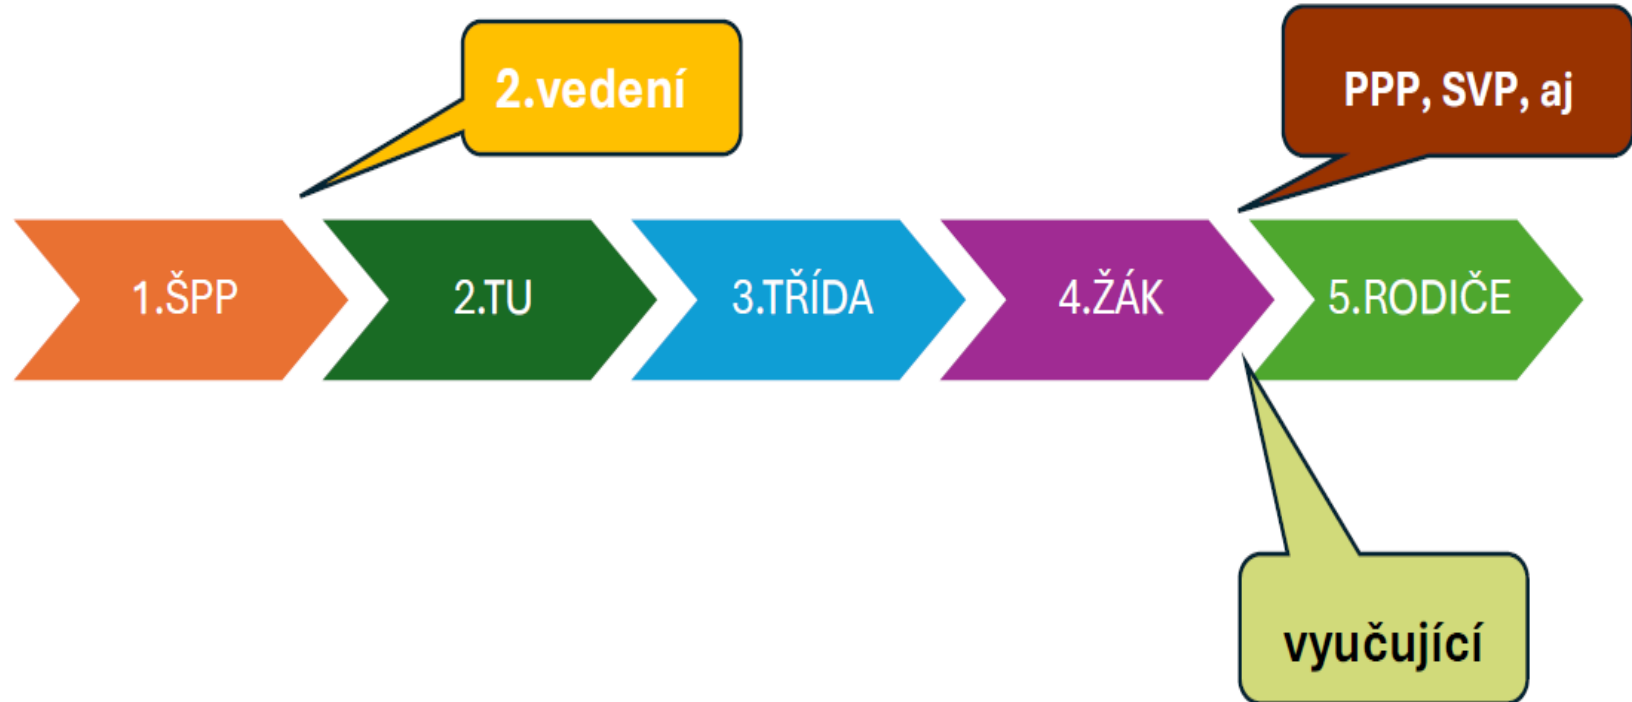 2.vedení
PPP, SVP, aj
1.ŠPP
2.TU
3.TŘÍDA
4.ŽÁK
5.RODIČE
vyučující